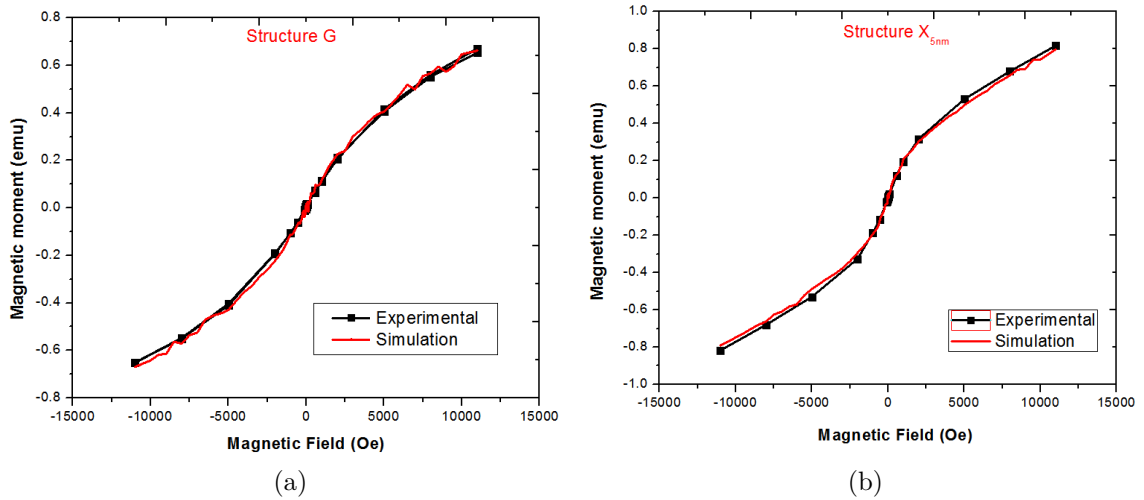 Structure G
Magnetic moment (emu)
0.8
0.6
0.4
0.2
0.0
-0.2
-0.4
-0.6
-0.8
Experimental
Simulation
-15000 -10000 -5000 0 5000 10000 15000
Magnetic Field (Oe)
(a)
Structure X5nm
Magnetic moment (emu)
1.0
0.8
0.6
0.4
0.2
0.0
-0.2
-0.4
-0.6
-0.8
-1.0
Experimental
Simulation
-15000 -10000 -5000 0 5000 10000 15000
Magnetic Field (Oe)
(b)